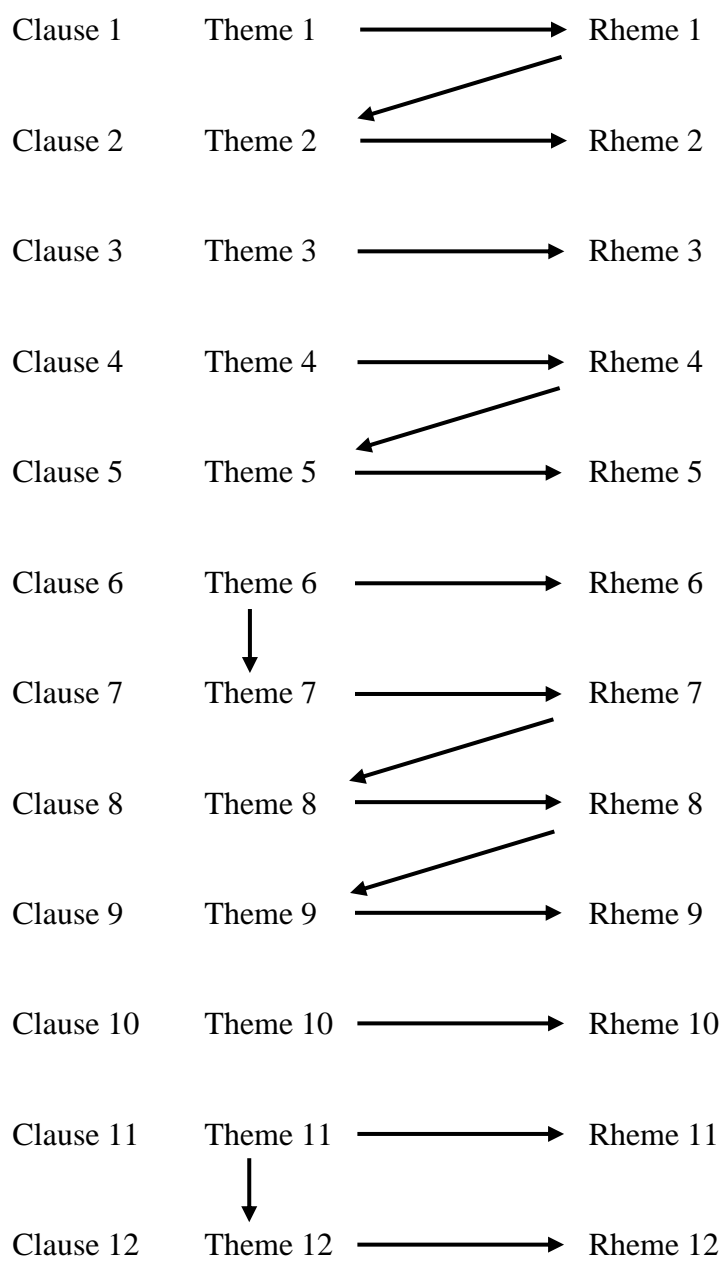 Clause 1 Theme 1 Rheme 1
Clause 2 Theme 2 Rheme 2
Clause 3 Theme 3 Rheme 3
Clause 4 Theme 4 Rheme 4
Clause 5 Theme 5 Rheme 5
Clause 6 Theme 6 Rheme 6
Clause 7 Theme 7 Rheme 7
Clause 8 Theme 8 Rheme 8
Clause 9 Theme 9 Rheme 9
Clause 10 Theme 10 Rheme 10
Clause 11 Theme 11 Rheme 11
Clause 12 Theme 12 Rheme 12